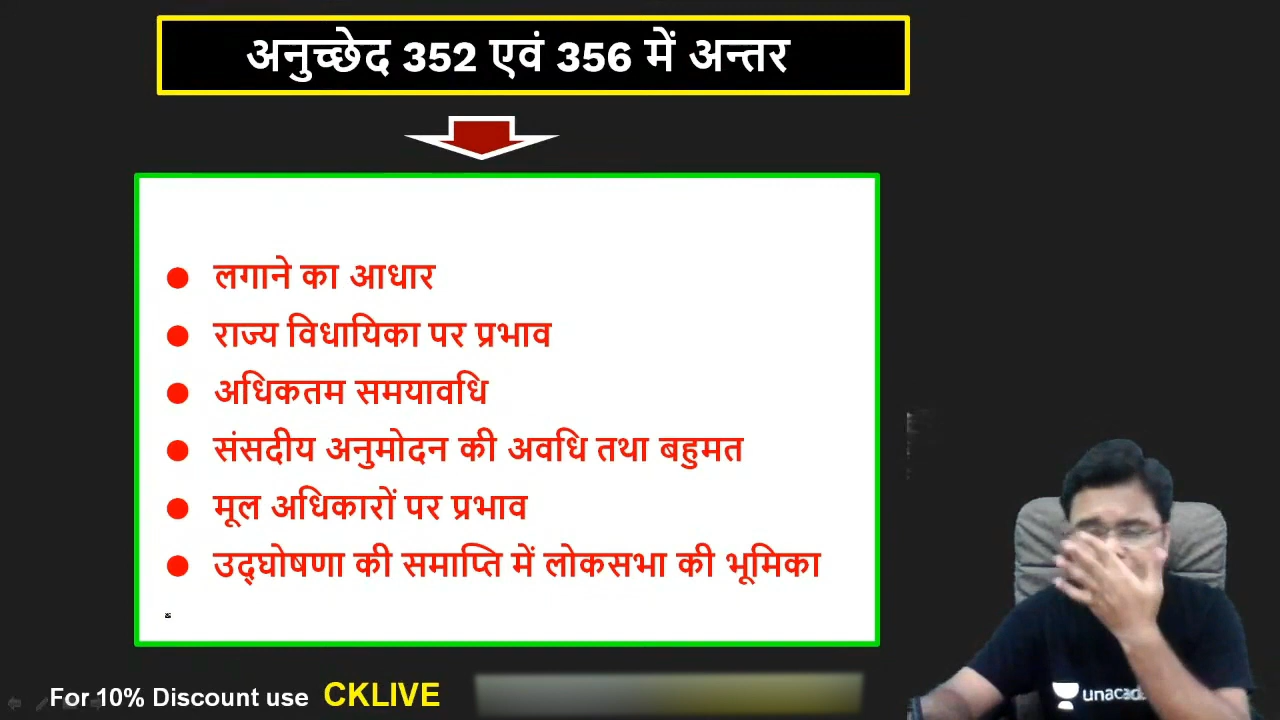 अनुच्छेद 352 एवं 356 में अन्तर
● लगाने का आधार
● राज्य विधायिका पर प्रभाव
● अधिकतम समयावधि
● संसदीय अनुमोदन की अवधि तथा बहुमत
● मूल अधिकारों पर प्रभाव
● उद्घोषणा की समाप्ति में लोकसभा की भूमिका
For 10% Discount use CKLIVE